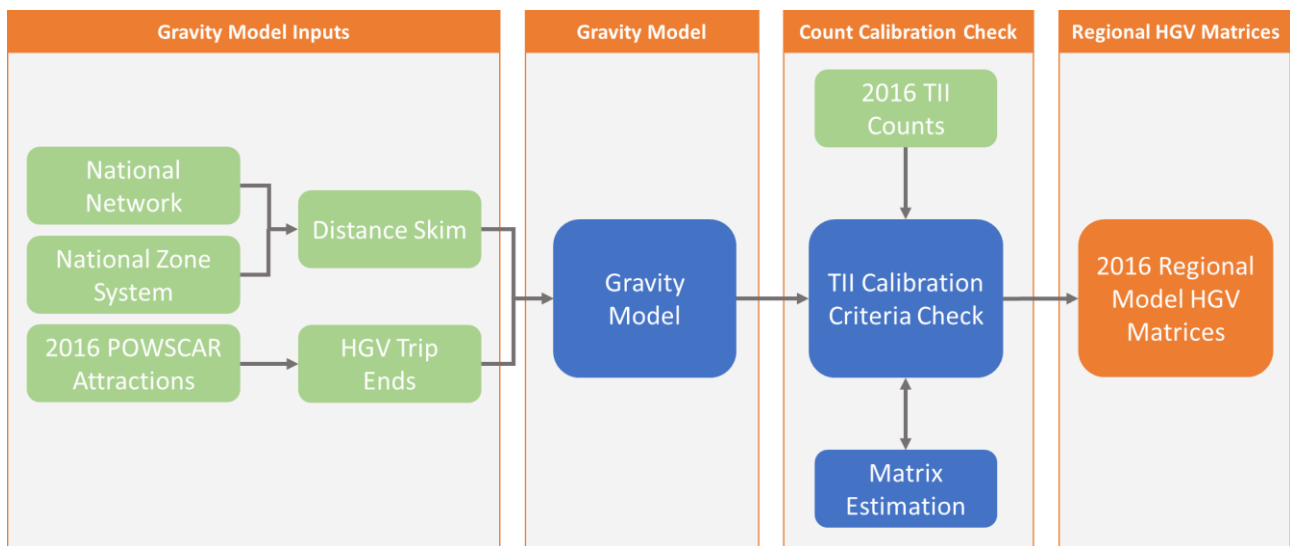 Gravity Model Inputs
Gravity Model
Count Calibration Check
Regional HGV Matrices
National
Network
National Zone
System
2016 POWSCAR
Attractions
Distance Skim
HGV Trip
Ends
Gravity
Model
2016 TII
Counts
TII Calibration
Criteria Check
Matrix
Estimation
2016 Regional
Model HGV
Matrices